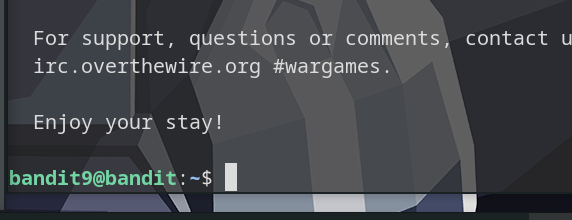 For support, questions or comments, contact u
irc.overthewire.org #wargames.
Enjoy your stay!
bandit9@bandit:~$